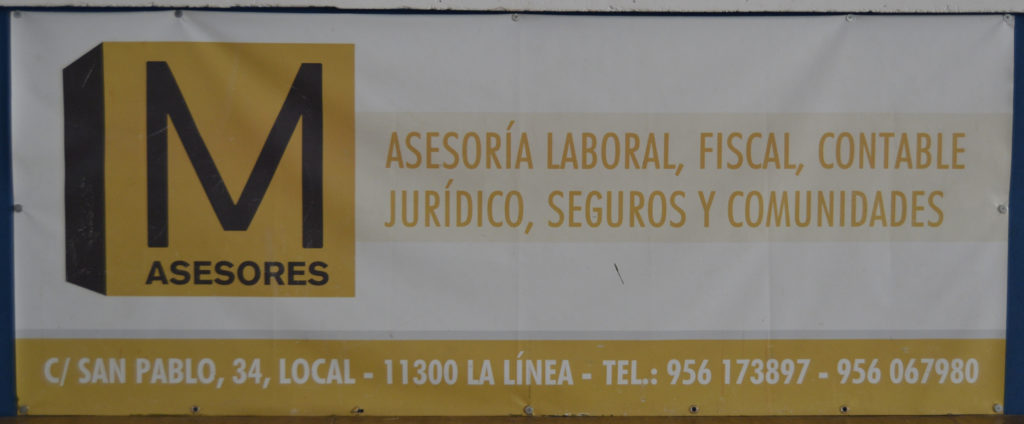 M
ASESORES
ASESORÍA LABORAL, FISCAL, CONTABLE
JURÍDICO, SEGUROS Y COMUNIDADES
C/ SAN PABLO, 34, LOCAL - 11300 LA LÍNEA - TEL.: 956 173897 - 956 067980